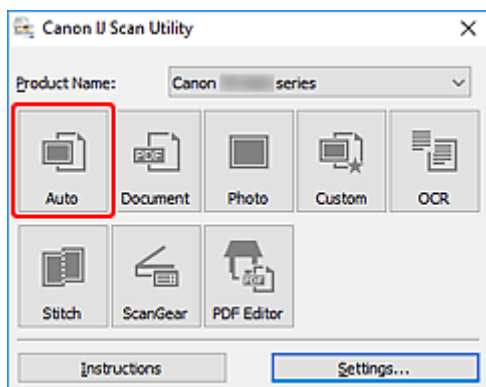 Canon IJ Scan Utility
Product Name: Canon series
Auto Document Photo Custom OCR
PDF
Stitch ScanGear PDF Editor
PDF
Instructions Settings...